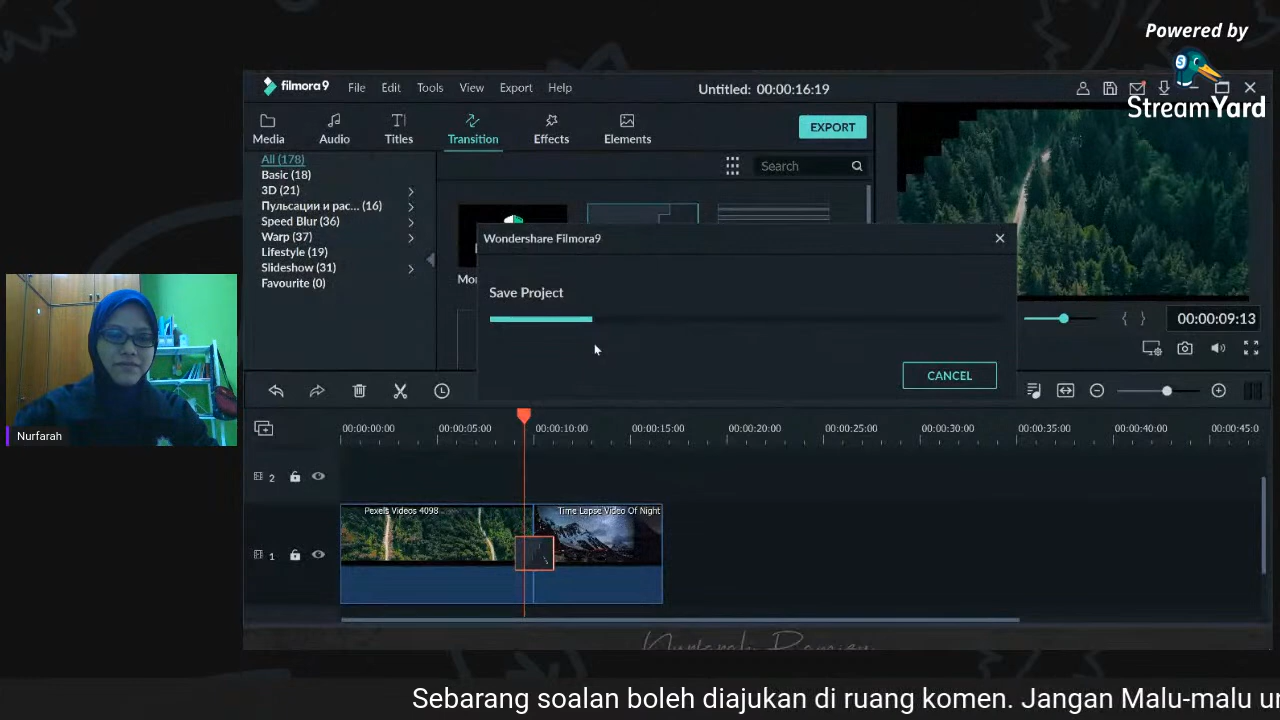 Powered by
StreamYard
filmora9
File Edit Tools View Export Help
Untitled: 00:00:16:19
Media Audio Titles Transition Effects Elements
EXPORT
All (178)
Search
Basic (18)
3D (21)
Пульсации и рас... (16)
Speed Blur (36)
Warp (37)
Lifestyle (19)
Slideshow (31)
Favourite (0)
Wondershare Filmora9
Save Project
CANCEL
00:00:09:13
Nurfarah
00:00:00:00 00:00:05:00 00:00:10:00 00:00:15:00 00:00:20:00 00:00:25:00 00:00:30:00 00:00:35:00 00:00:40:00 00:00:45:0
2
Pexels Videos 4098
Time Lapse Video Of Night
1
Sebarang soalan boleh diajukan di ruang komen. Jangan Malu-malu